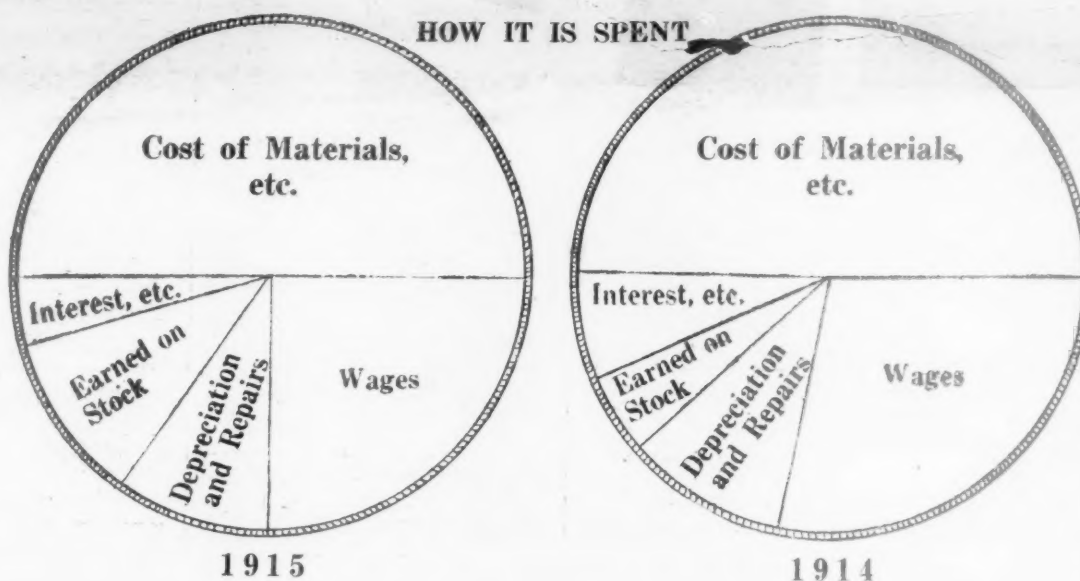 HOW IT IS SPENT
Cost of Materials,
etc.
Interest, etc.
Earned on
Stock
Depreciation
and Repairs
Wages
1915
Cost of Materials,
etc.
Interest, etc.
Earned on
Stock
Depreciation
and Repairs
Wages
1914